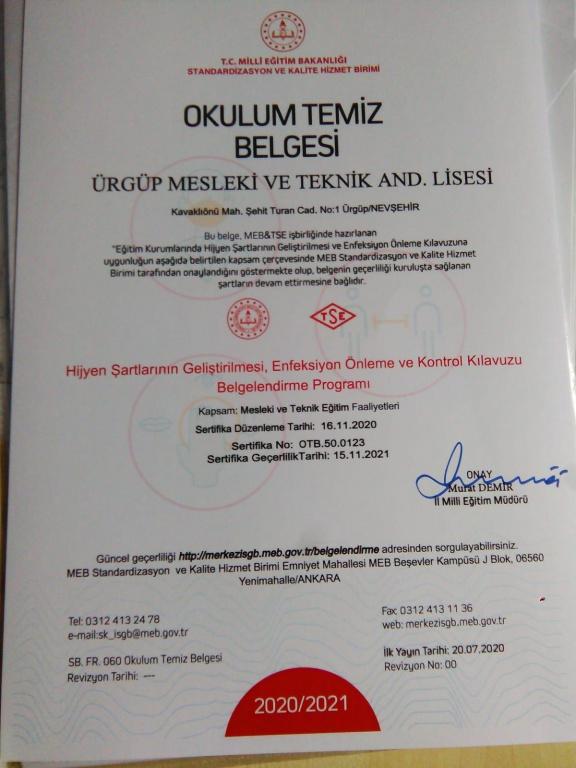 T.C. MİLLÎ EĞİTİM BAKANLIĞI
STANDARDİZASYON VE KALİTE HİZMET BİRİMİ
OKULUM TEMİZ
BELGESİ
ÜRGÜP MESLEKİ VE TEKNİK AND. LİSESİ
Kavaklıönü Mah. Şehit Turan Cad. No:1 Ürgüp/NEVŞEHİR
Bu belge, MEB&TSE işbirliğinde hazırlanan
"Eğitim Kurumlarında Hijyen Şartlarının Geliştirilmesi ve Enfeksiyon Önleme Kılavuzuna
uygunluğun aşağıda belirtilen kapsam çerçevesinde MEB Standardizasyon ve Kalite Hizmet
Birimi tarafından onaylandığını göstermekte olup, belgenin geçerliliği kuruluşta sağlanan
şartların devam ettirmesine bağlıdır.
TSE
Hijyen Şartlarının Geliştirilmesi, Enfeksiyon Önleme ve Kontrol Kılavuzu
Belgelendirme Programı
Kapsam: Mesleki ve Teknik Eğitim Faaliyetleri
Sertifika Düzenleme Tarihi: 16.11.2020
Sertifika No: OTB.50.0123
Sertifika GeçerlilikTarihi: 15.11.2021
ONAY
Murat DEMİR
İl Milli Eğitim Müdürü
Güncel geçerliliği http://merkezisgb.meb.gov.tr/belgelendirme adresinden sorgulayabilirsiniz.
MEB Standardizasyon ve Kalite Hizmet Birimi Emniyet Mahallesi MEB Beşevler Kampüsü J Blok, 06560
Yenimahalle/ANKARA
Tel: 0312 413 24 78
e-mail:sk_isgb@meb.gov.tr
Fax: 0312 413 11 36
web: merkezisgb.meb.gov.tr
SB. FR. 060 Okulum Temiz Belgesi
Revizyon Tarihi: ---
İlk Yayın Tarihi: 20.07.2020
Revizyon No: 00
2020/2021